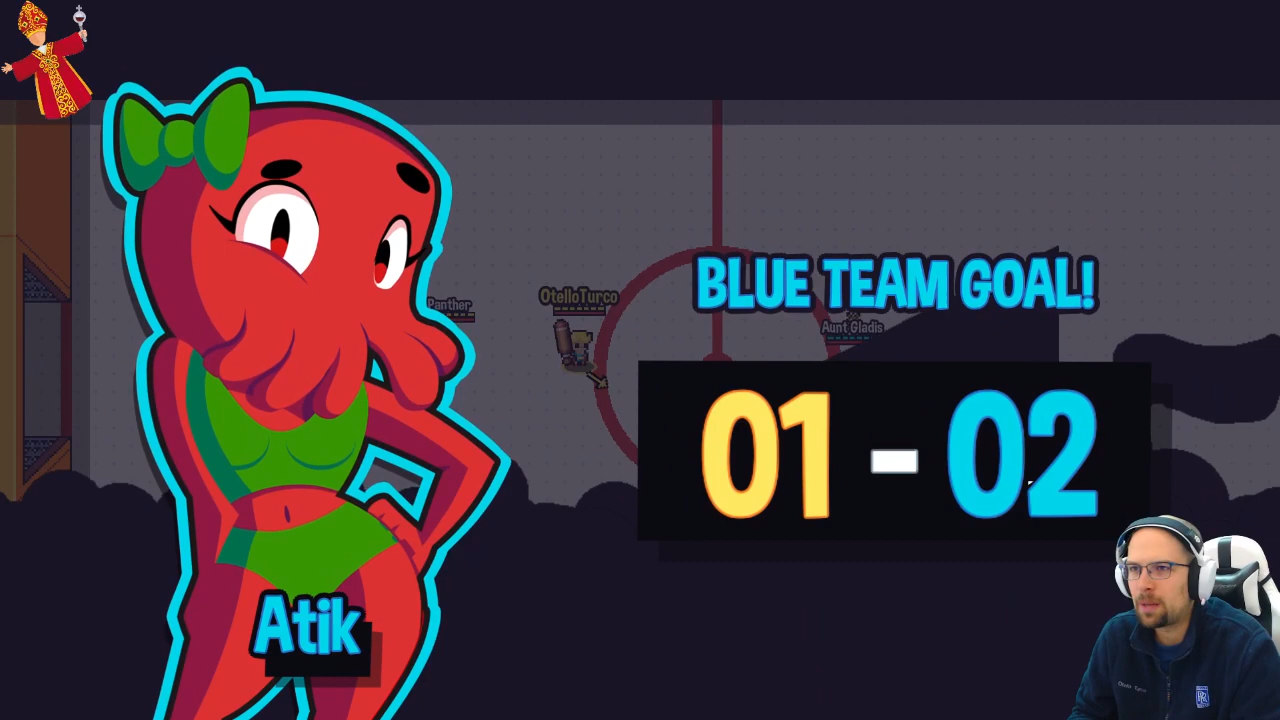 Panther
OtelloTurco
BLUE TEAM GOAL!
Aunt Gladis
01 - 02
Atik